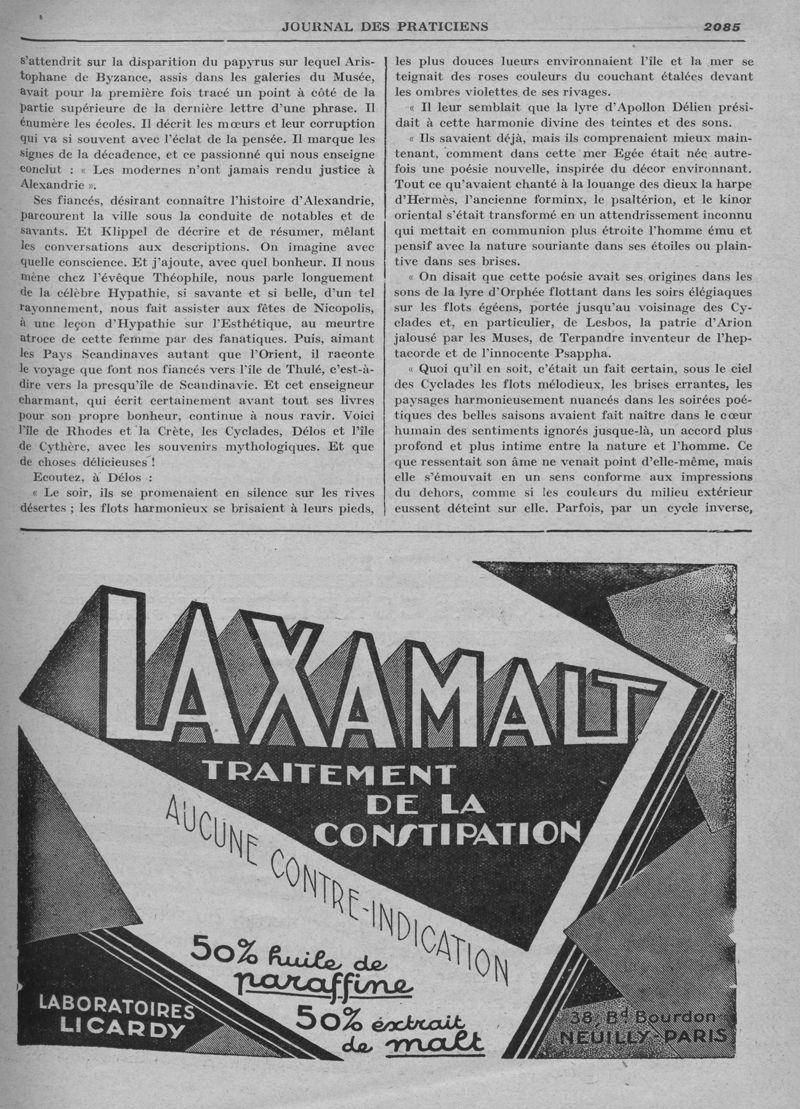 JOURNAL DES PRATICIENS
2085
s'attendrit sur la disparition du papyrus sur lequel Aris-
tophane de Byzance, assis dans les galeries du Musée,
avait pour la première fois tracé un point à côté de la
partie supérieure de la dernière lettre d'une phrase. Il
énumère les écoles. Il décrit les mœurs et leur corruption
qui va si souvent avec l'éclat de la pensée. Il marque les
signes de la décadence, et ce passionné qui nous enseigne
conclut : « Les modernes n'ont jamais rendu justice à
Alexandrie ».
Ses fiancés, désirant connaître l'histoire d'Alexandrie,
parcourent la ville sous la conduite de notables et de
savants. Et Klippel de décrire et de résumer, mêlant
les conversations aux descriptions. On imagine avec
quelle conscience. Et j'ajoute, avec quel bonheur. Il nous
mène chez l'évêque Théophile, nous parle longuement
de la célèbre Hypathie, si savante et si belle, d'un tel
rayonnement, nous fait assister aux fêtes de Nicopolis,
à une leçon d'Hypathie sur l'Esthétique, au meurtre
atroce de cette femme par des fanatiques. Puis, aimant
les Pays Scandinaves autant que l'Orient, il raconte
le voyage que font nos fiancés vers l'île de Thulé, c'est-à-
dire vers la presqu'île de Scandinavie. Et cet enseigneur
charmant, qui écrit certainement avant tout ses livres
pour son propre bonheur, continue à nous ravir. Voici
l'île de Rhodes et la Crète, les Cyclades, Délos et l'île
de Cythère, avec les souvenirs mythologiques. Et que
de choses délicieuses !
Ecoutez, à Délos :
« Le soir, ils se promenaient en silence sur les rives
désertes ; les flots harmonieux se brisaient à leurs pieds,
les plus douces lueurs environnaient l'île et la mer se
teignait des roses couleurs du couchant étalées devant
les ombres violettes de ses rivages.
« Il leur semblait que la lyre d'Apollon Délien prési-
dait à cette harmonie divine des teintes et des sons.
« Ils savaient déjà, mais ils comprenaient mieux main-
tenant, comment dans cette mer Egée était née autre-
fois une poésie nouvelle, inspirée du décor environnant.
Tout ce qu'avaient chanté à la louange des dieux la harpe
d'Hermès, l'ancienne forminx, le psaltérion, et le kinor
oriental s'était transformé en un attendrissement inconnu
qui mettait en communion plus étroite l'homme ému et
pensif avec la nature souriante dans ses étoiles ou plain-
tive dans ses brises.
« On disait que cette poésie avait ses origines dans les
sons de la lyre d'Orphée flottant dans les soirs élégiaques
sur les flots égéens, portée jusqu'au voisinage des Cy-
clades et, en particulier, de Lesbos, la patrie d'Arion
jalousé par les Muses, de Terpandre inventeur de l'hep-
tacorde et de l'innocente Psappha.
« Quoi qu'il en soit, c'était un fait certain, sous le ciel
des Cyclades les flots mélodieux, les brises errantes, les
paysages harmonieusement nuancés dans les soirées poé-
tiques des belles saisons avaient fait naître dans le cœur
humain des sentiments ignorés jusque-là, un accord plus
profond et plus intime entre la nature et l'homme. Ce
que ressentait son âme ne venait point d'elle-même, mais
elle s'émouvait en un sens conforme aux impressions
du dehors, comme si les couleurs du milieu extérieur
eussent déteint sur elle. Parfois, par un cycle inverse,
LAXAMALT
TRAITEMENT
DE LA
CONSTIPATION
AUCUNE CONTRE-INDICATION
50% huile de
paraffine
50% éxtrait
de malt
LABORATOIRES
LICARDY
38, Bd Bourdon
NEUILLY-PARIS